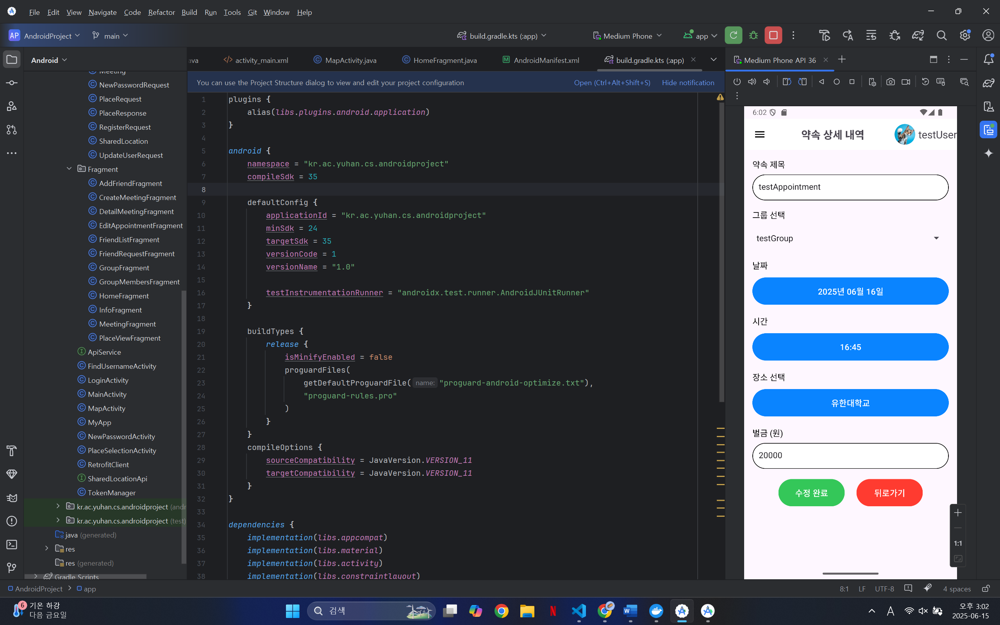 File Edit View Navigate Code Refactor Build Run Tools Git Window Help
AP AndroidProject main build.gradle.kts (:app) Medium Phone app
Android
ava activity_main.xml MapActivity.java HomeFragment.java AndroidManifest.xml build.gradle.kts (:app)
Medium Phone API 36
You can use the Project Structure dialog to view and edit your project configuration Open (Ctrl+Alt+Shift+S) Hide notification
Meeting
NewPasswordRequest
PlaceRequest
PlaceResponse
RegisterRequest
SharedLocation
UpdateUserRequest
Fragment
AddFriendFragment
CreateMeetingFragment
DetailMeetingFragment
EditAppointmentFragment
FriendListFragment
FriendRequestFragment
GroupFragment
GroupMembersFragment
HomeFragment
InfoFragment
MeetingFragment
PlaceViewFragment
ApiService
FindUsernameActivity
LoginActivity
MainActivity
MapActivity
MyApp
NewPasswordActivity
PlaceSelectionActivity
RetrofitClient
SharedLocationApi
TokenManager
kr.ac.yuhan.cs.androidproject (andr
kr.ac.yuhan.cs.androidproject (test)
java (generated)
res
res (generated)
Gradle Scripts
1 plugins {
2 alias(libs.plugins.android.application)
3 }
4
5 android {
6 namespace = "kr.ac.yuhan.cs.androidproject"
7 compileSdk = 35
8
9 defaultConfig {
10 applicationId = "kr.ac.yuhan.cs.androidproject"
11 minSdk = 24
12 targetSdk = 35
13 versionCode = 1
14 versionName = "1.0"
15
16 testInstrumentationRunner = "androidx.test.runner.AndroidJUnitRunner"
17 }
18
19 buildTypes {
20 release {
21 isMinifyEnabled = false
22 proguardFiles(
23 getDefaultProguardFile( name: "proguard-android-optimize.txt"),
24 "proguard-rules.pro"
25 )
26 }
27 }
28 compileOptions {
29 sourceCompatibility = JavaVersion.VERSION_11
30 targetCompatibility = JavaVersion.VERSION_11
31 }
32 }
33
34 dependencies {
35 implementation(libs.appcompat)
36 implementation(libs.material)
37 implementation(libs.activity)
38 implementation(libs.constraintlayout)
6:02
약속 상세 내역 testUser
약속 제목
testAppointment
그룹 선택
testGroup
날짜
2025년 06월 16일
시간
16:45
장소 선택
유한대학교
벌금 (원)
20000
수정 완료 뒤로가기
1:1
AndroidProject > app 8:1 LF UTF-8 4 spaces
6 기온 하강
다음 금요일
검색
A
오후 3:02
2025-06-15